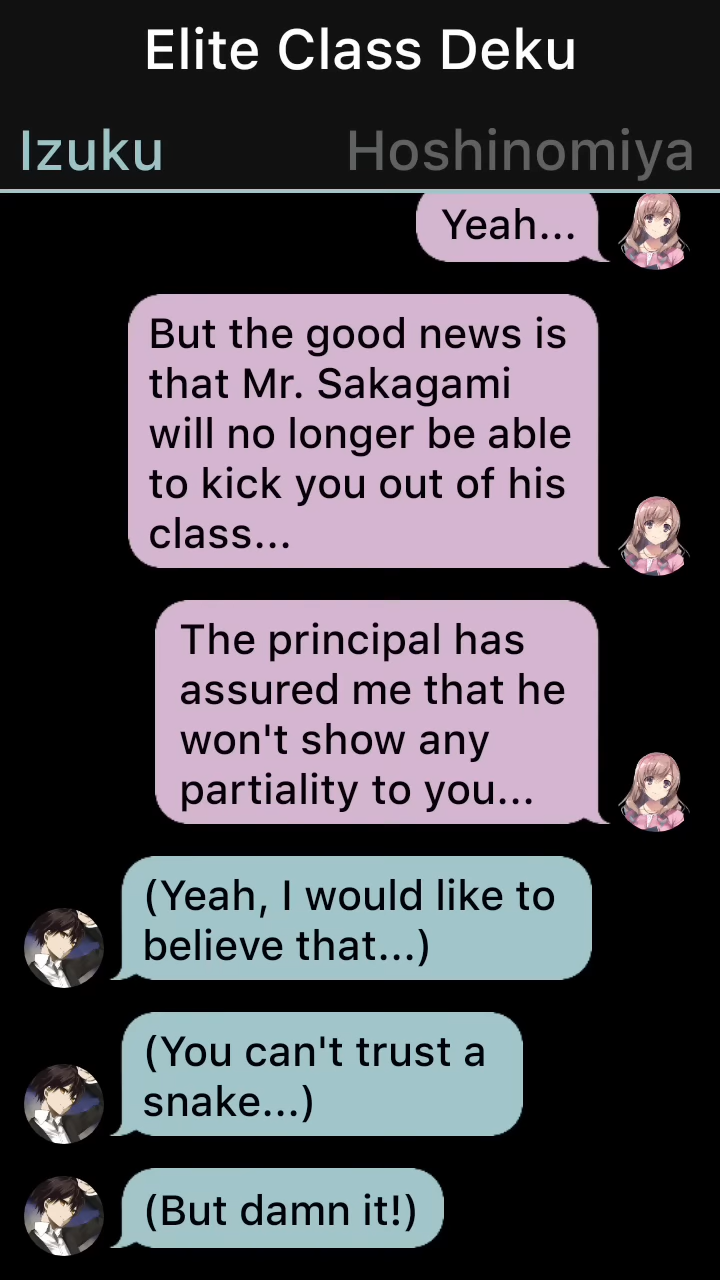 Elite Class Deku
Izuku Hoshinomiya
Yeah...
But the good news is
that Mr. Sakagami
will no longer be able
to kick you out of his
class...
The principal has
assured me that he
won't show any
partiality to you...
(Yeah, I would like to
believe that...)
(You can't trust a
snake...)
(But damn it!)